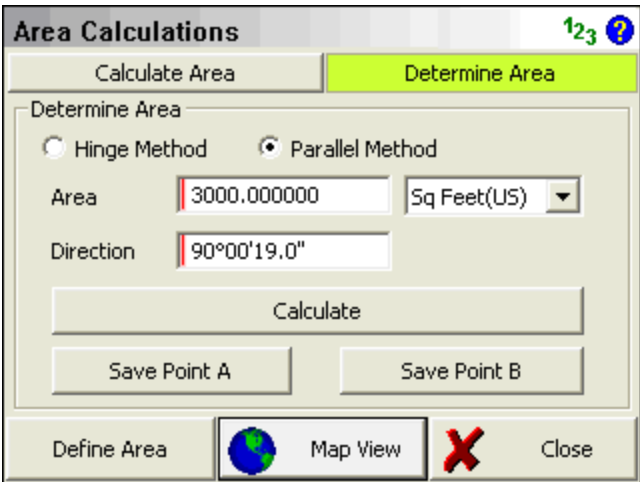 Area Calculations 123 ?
Calculate Area Determine Area
Determine Area
Hinge Method Parallel Method
Area 3000.000000 Sq Feet(US)
Direction 90°00'19.0"
Calculate
Save Point A Save Point B
Define Area Map View Close